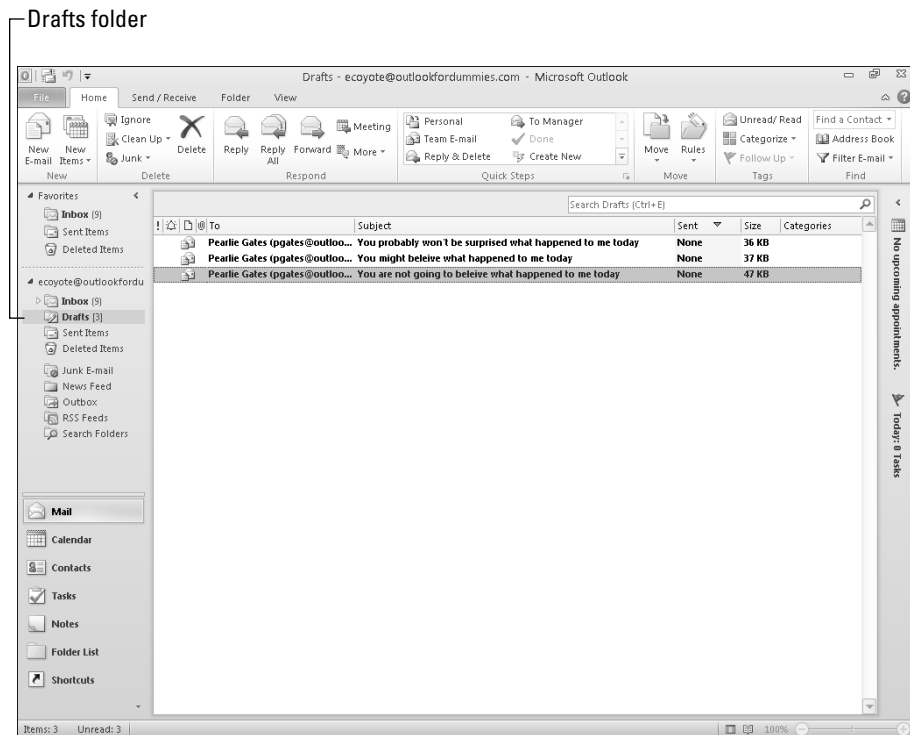 Drafts folder
Drafts - ecoyote@outlookfordummies.com - Microsoft Outlook
File Home Send / Receive Folder View
New E-mail
New Items
New
Ignore
Clean Up
Junk
Delete
Delete
Reply
Reply All
Forward
Meeting
More
Respond
Personal
Team E-mail
Reply & Delete
To Manager
Done
Create New
Quick Steps
Move
Rules
Move
Unread/ Read
Categorize
Follow Up
Tags
Find a Contact
Address Book
Filter E-mail
Find
Favorites
Inbox (9)
Sent Items
Deleted Items
ecoyote@outlookfordu
Inbox (9)
Drafts [3]
Sent Items
Deleted Items
Junk E-mail
News Feed
Outbox
RSS Feeds
Search Folders
Mail
Calendar
Contacts
Tasks
Notes
Folder List
Shortcuts
Search Drafts (Ctrl+E)
! To Subject Sent Size Categories
Pearlie Gates (pgates@outloo... You probably won't be surprised what happened to me today None 36 KB
Pearlie Gates (pgates@outloo... You might beleive what happened to me today None 37 KB
Pearlie Gates (pgates@outloo... You are not going to beleive what happened to me today None 47 KB
No upcoming appointments.
Today: 0 Tasks
Items: 3 Unread: 3
100%